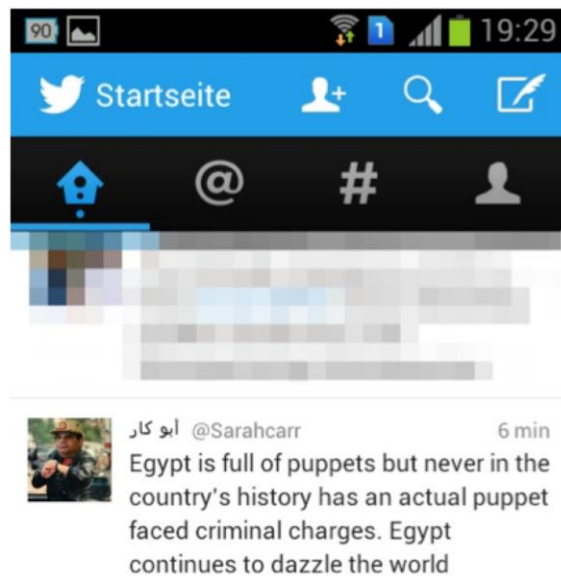 90 1 19:29
Startseite
@ #
أبو كار @Sarahcarr 6 min
Egypt is full of puppets but never in the
country's history has an actual puppet
faced criminal charges. Egypt
continues to dazzle the world